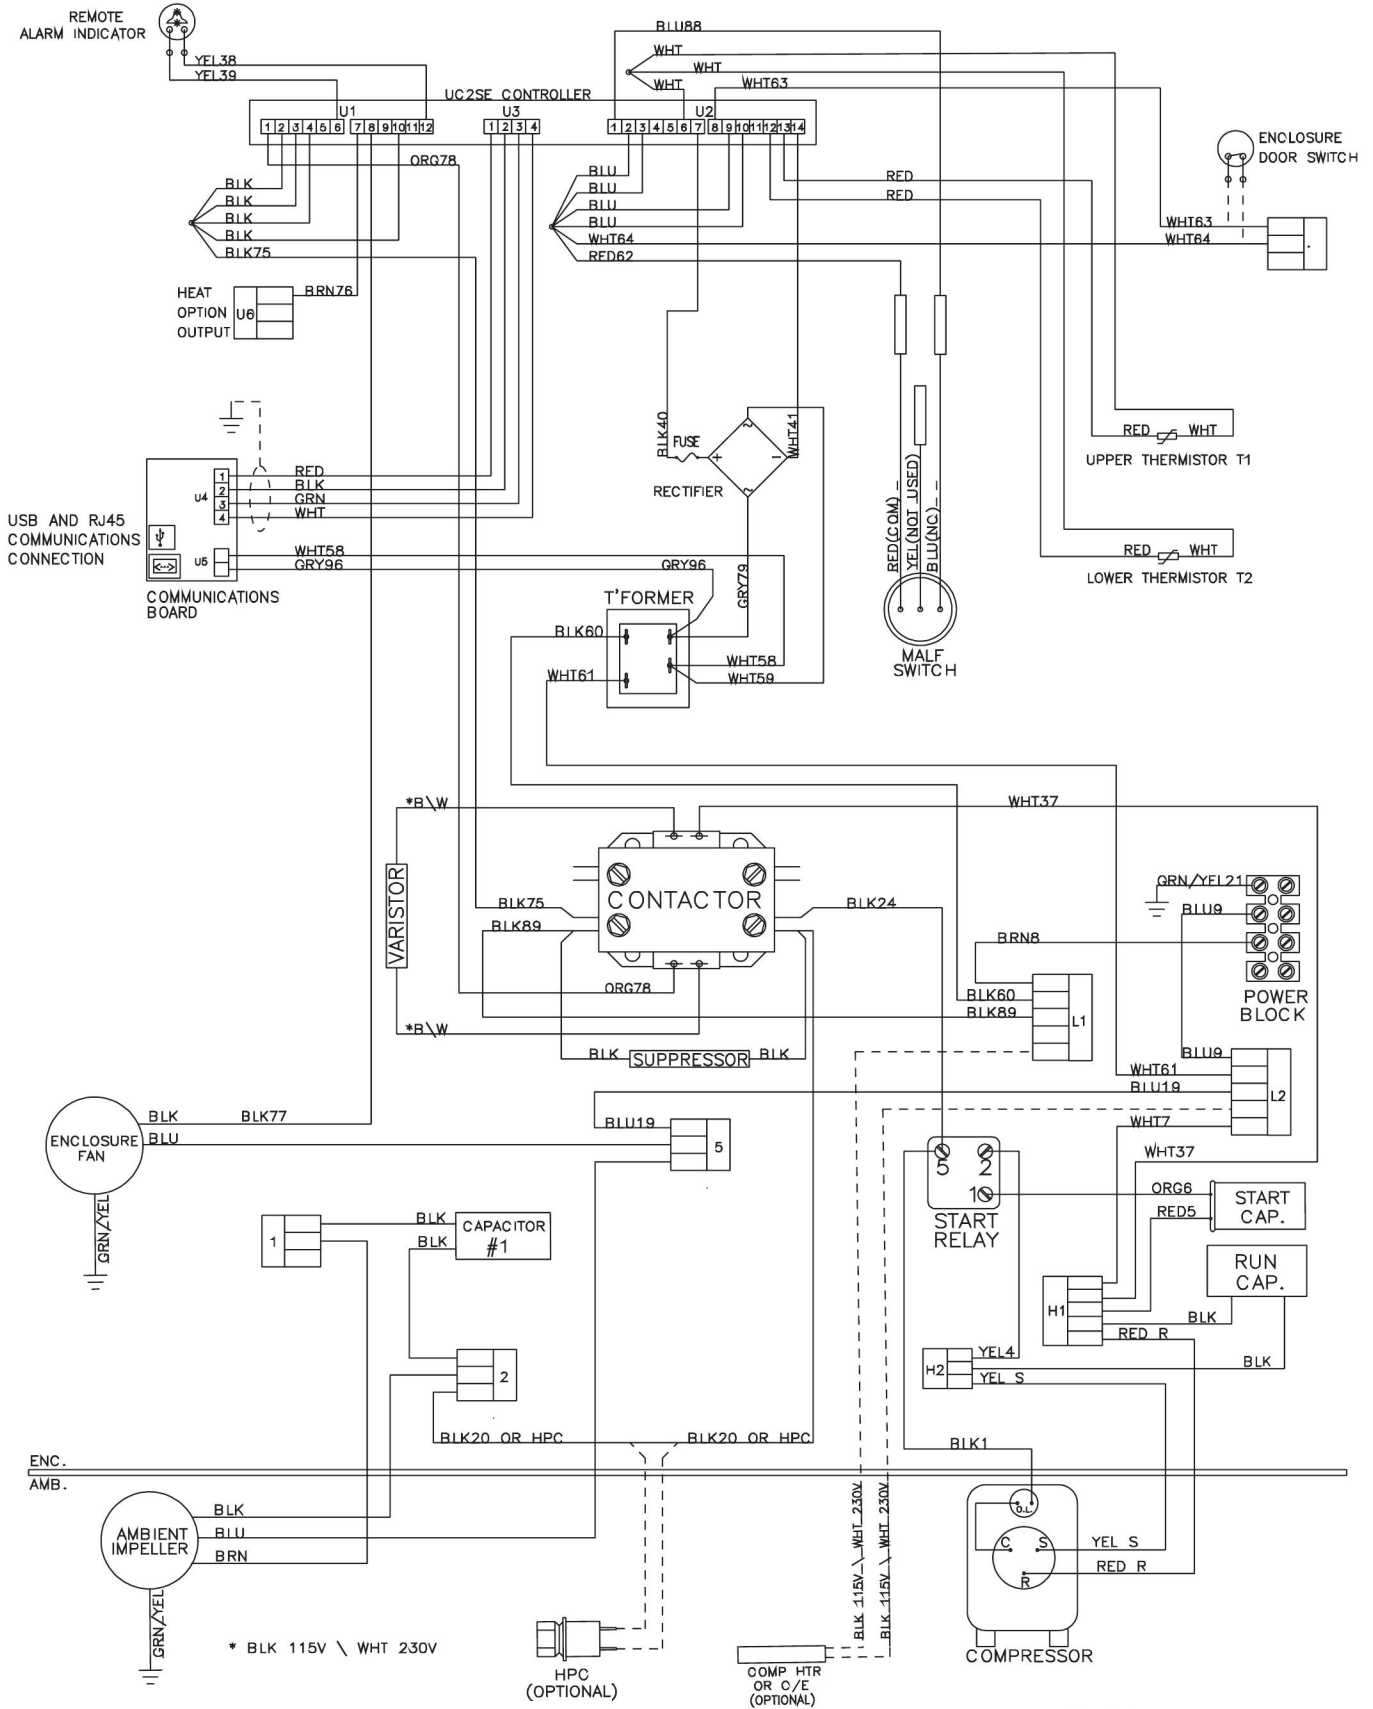 REMOTE
ALARM INDICATOR
YEL38
YEL39
BLU88
WHT
WHT
WHT
WHT63
UC2SE CONTROLLER
U1
U3
U2
1 2 3 4 5 6 7 8 9 10 11 12
1 2 3 4
1 2 3 4 5 6 7 8 9 10 11 12 13 14
ENCLOSURE
DOOR SWITCH
ORG78
BLK
BLK
BLK
BLK
BLK75
BLU
BLU
BLU
BLU
WHT64
RED62
RED
RED
WHT63
WHT64
HEAT
OPTION
OUTPUT
U6
BRN76
BLK40
FUSE
+
~
-
~
WHT41
RECTIFIER
RED WHT
UPPER THERMISTOR T1
RED WHT
LOWER THERMISTOR T2
RED(COM)
YEL(NOT USED)
BLU(NO)
MALF
SWITCH
USB AND RJ45
COMMUNICATIONS
CONNECTION
U4
1
2
3
4
RED
BLK
GRN
WHT
U5
WHT58
GRY96
COMMUNICATIONS
BOARD
GRY96
GRY79
T'FORMER
BLK60
WHT61
WHT58
WHT59
*B\W
WHT37
VARISTOR
CONTACTOR
BLK75
BLK89
BLK24
ORG78
*B\W
BLK
SUPPRESSOR
BLK
GRN/YEL21
BLU9
BRN8
POWER
BLOCK
BLK60
BLK89
L1
BLU9
WHT61
BLU19
L2
WHT7
WHT37
BLK
BLK77
BLU
ENCLOSURE
FAN
GRN/YEL
BLU19
5
5
2
1
START
RELAY
ORG6
RED5
START
CAP.
RUN
CAP.
1
BLK
BLK
CAPACITOR
#1
H1
BLK
RED R
YEL4
H2
BLK
YEL S
2
BLK20 OR HPC
BLK20 OR HPC
BLK1
ENC.
AMB.
AMBIENT
IMPELLER
BLK
BLU
BRN
GRN/YEL
BLK 115V \ WHT 230V
BLK 115V \ WHT 230V
O.L.
C
S
R
YEL S
RED R
COMPRESSOR
* BLK 115V \ WHT 230V
HPC
(OPTIONAL)
COMP HTR
OR C/E
(OPTIONAL)